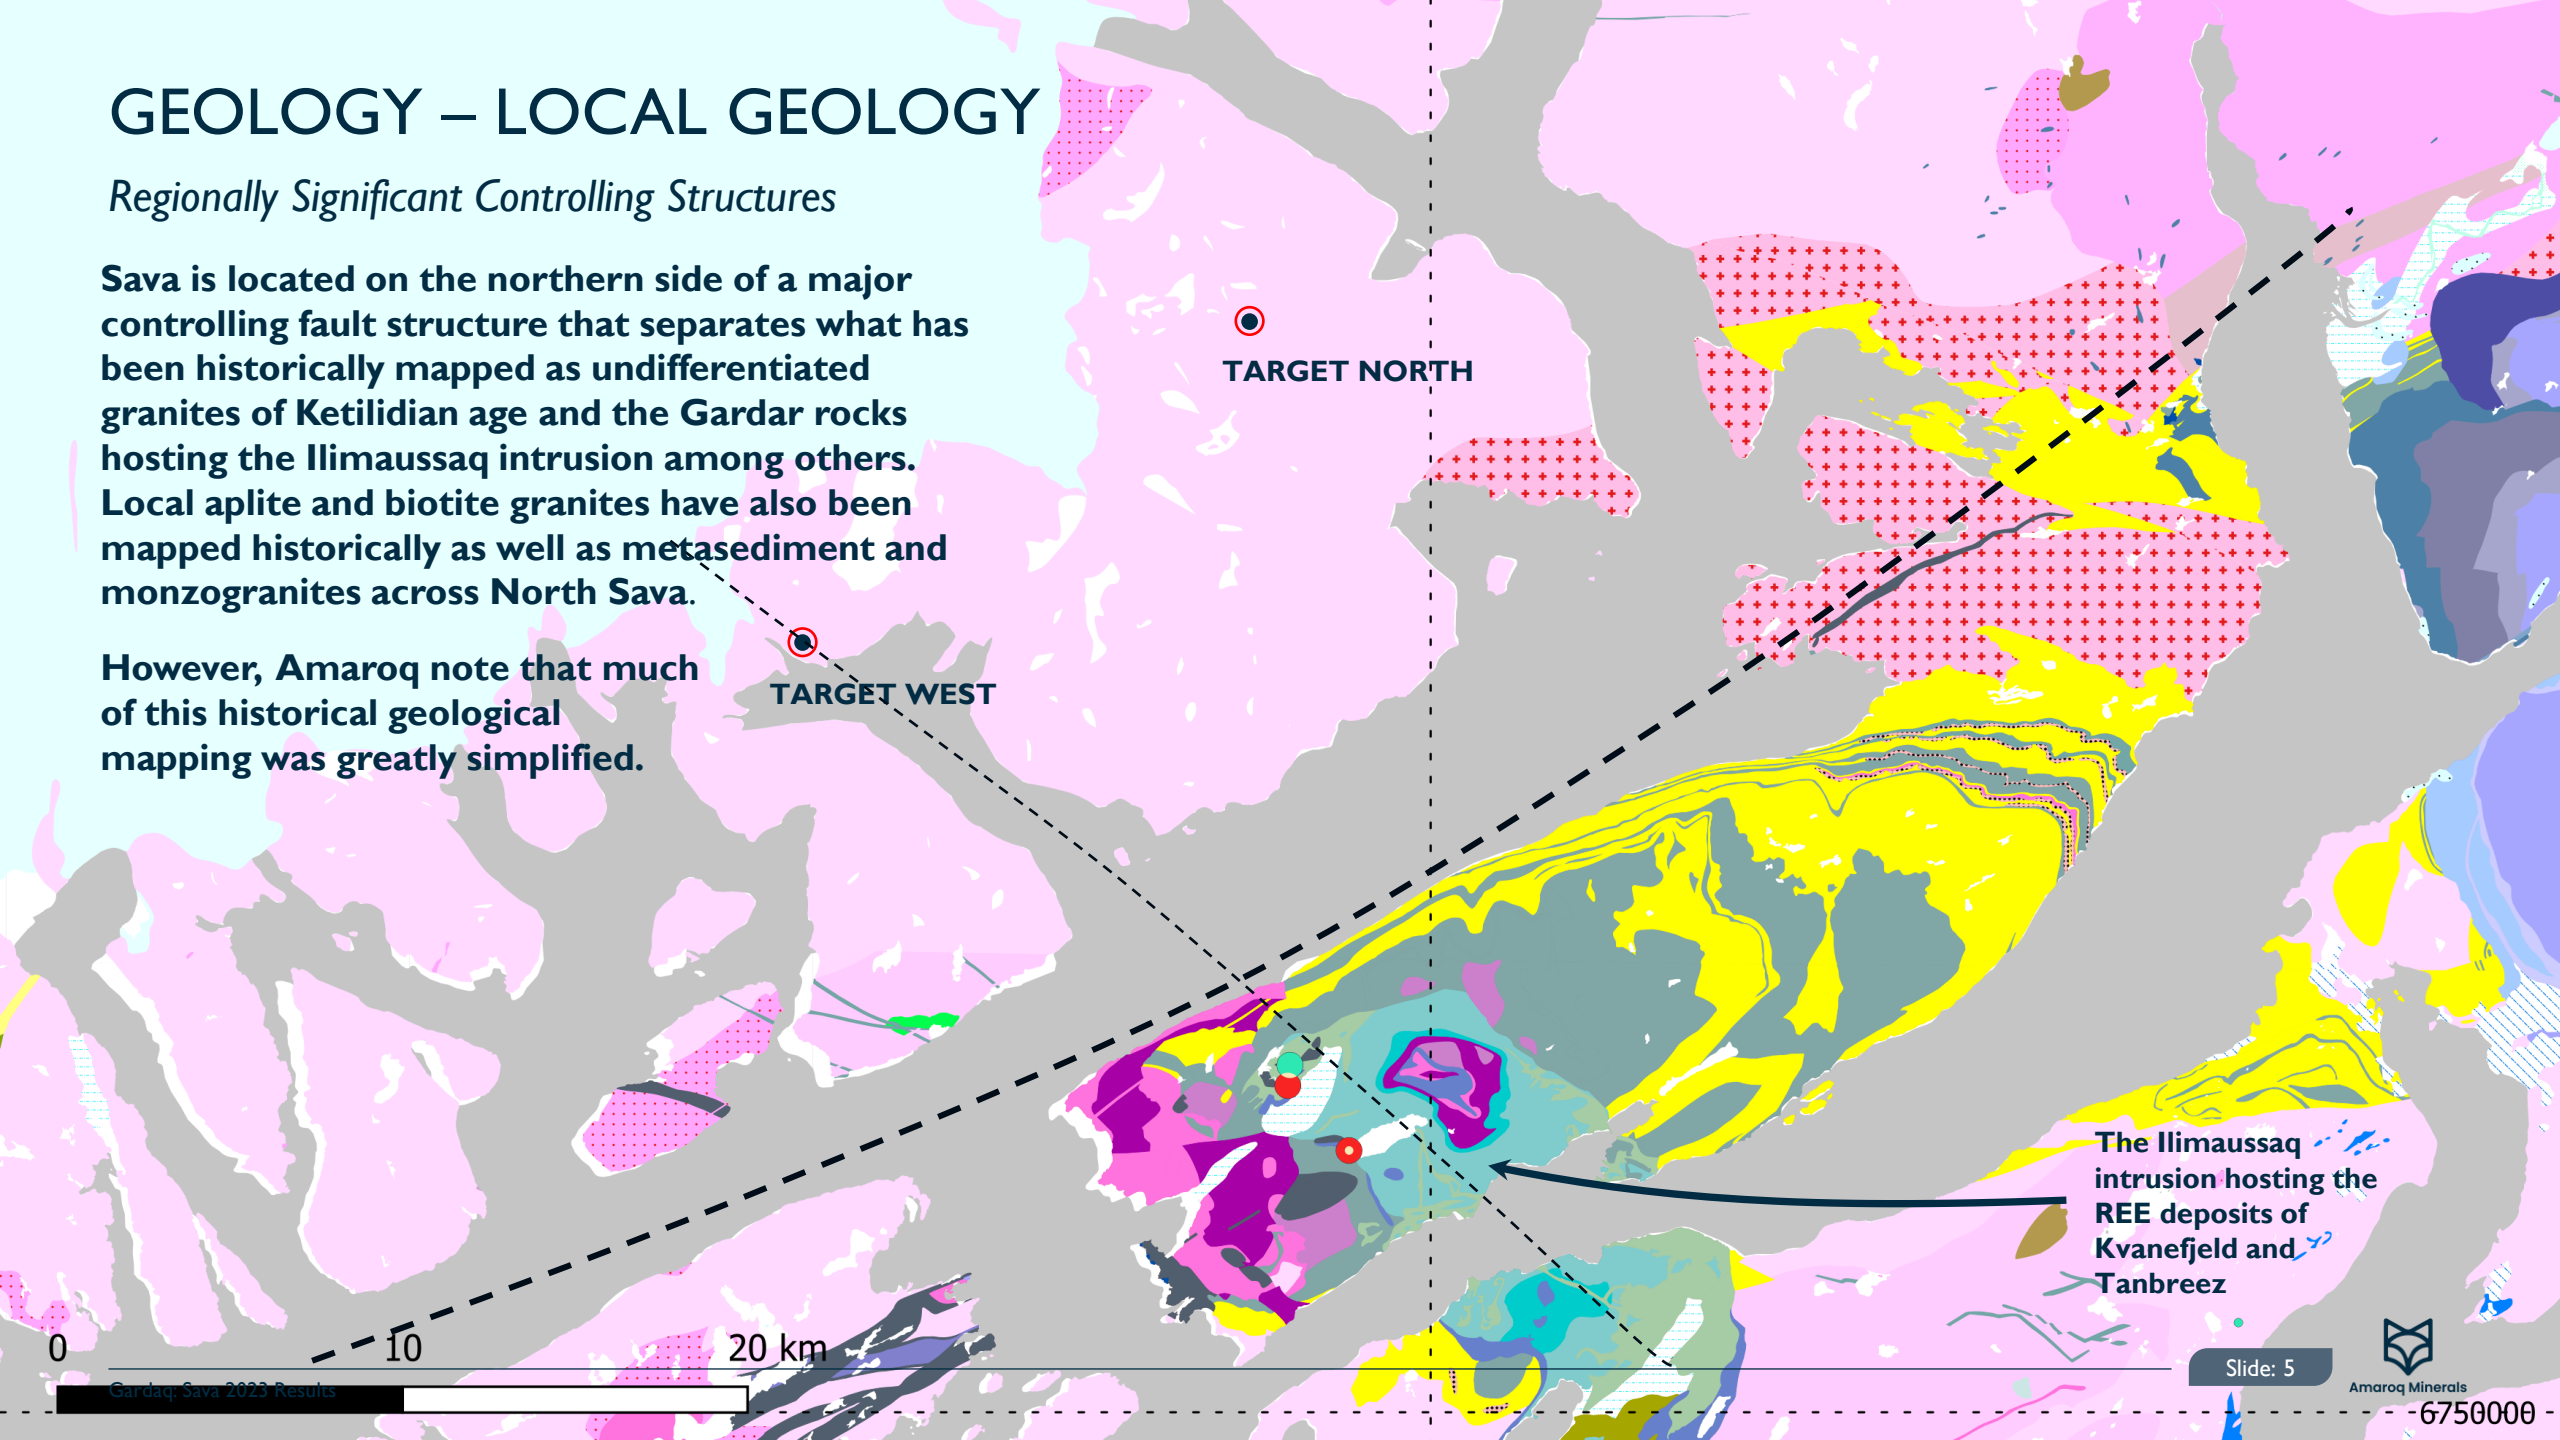 GEOLOGY – LOCAL GEOLOGY
Regionally Significant Controlling Structures
Sava is located on the northern side of a major
controlling fault structure that separates what has
been historically mapped as undifferentiated
granites of Ketilidian age and the Gardar rocks
hosting the Ilimaussaq intrusion among others.
Local aplite and biotite granites have also been
mapped historically as well as metasediment and
monzogranites across North Sava.
However, Amaroq note that much
of this historical geological
mapping was greatly simplified.
TARGET NORTH
TARGET WEST
The Ilimaussaq
intrusion hosting the
REE deposits of
Kvanefjeld and
Tanbreez
0 10 20 km
Gardaq: Sava 2023 Results
Slide: 5
Amaroq Minerals
6750000